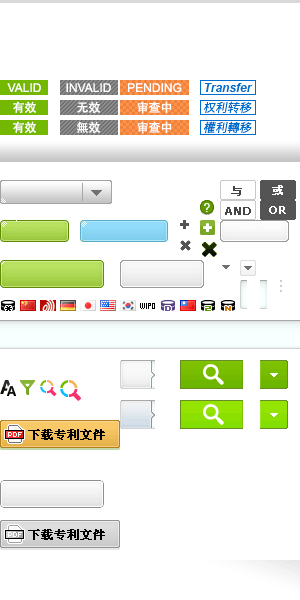 VALID INVALID PENDING Transfer
有效 无效 审查中 权利转移
有效 無效 審查中 權利轉移
与 或
AND OR
WIPO
PDF 下载专利文件
PDF 下载专利文件